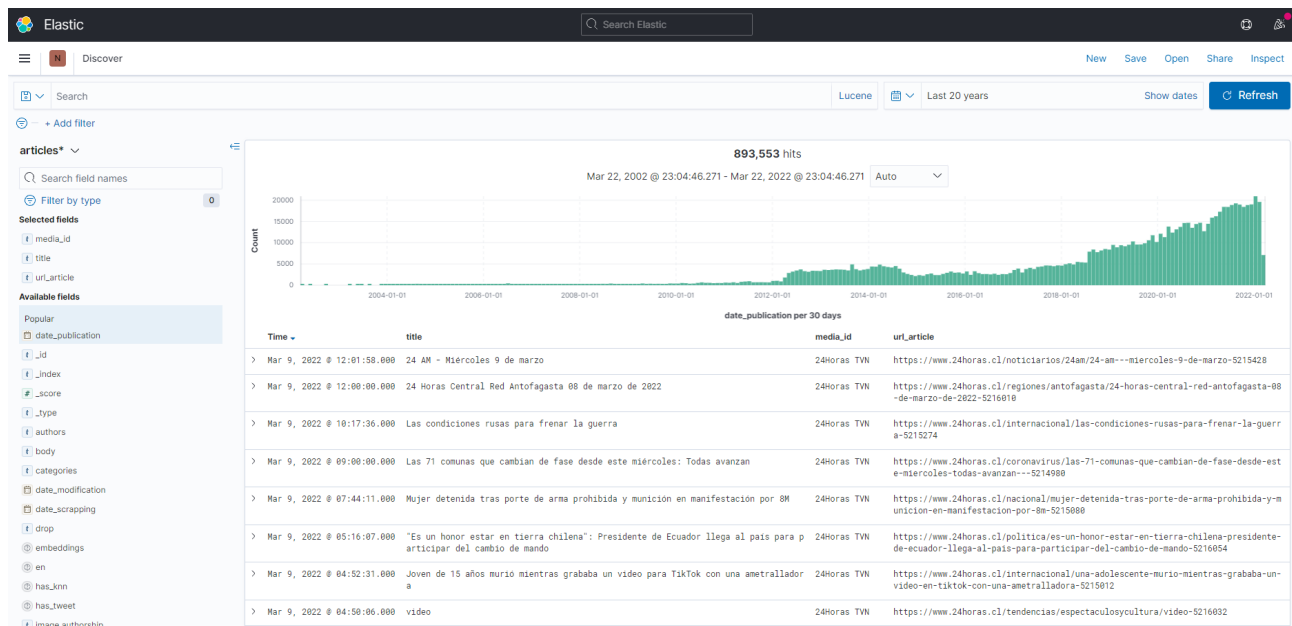 Elastic
Search Elastic
N Discover
New Save Open Share Inspect
Search Lucene Last 20 years Show dates Refresh
+ Add filter
articles*
Search field names
Filter by type 0
Selected fields
t media_id
t title
t url_article
Available fields
Popular
date_publication
t _id
t _index
# _score
t _type
t authors
t body
t categories
date_modification
date_scrapping
t drop
embeddings
en
has_knn
has_tweet
t image authorship
893,553 hits
Mar 22, 2002 @ 23:04:46.271 - Mar 22, 2022 @ 23:04:46.271 Auto
Count
20000
15000
10000
5000
0
2004-01-01 2006-01-01 2008-01-01 2010-01-01 2012-01-01 2014-01-01 2016-01-01 2018-01-01 2020-01-01 2022-01-01
date_publication per 30 days
Time title media_id url_article
> Mar 9, 2022 @ 12:01:58.000 24 AM - Miércoles 9 de marzo 24Horas TVN https://www.24horas.cl/noticiarios/24am/24-am---miercoles-9-de-marzo-5215428
> Mar 9, 2022 @ 12:00:00.000 24 Horas Central Red Antofagasta 08 de marzo de 2022 24Horas TVN https://www.24horas.cl/regiones/antofagasta/24-horas-central-red-antofagasta-08
-de-marzo-de-2022-5216010
> Mar 9, 2022 @ 10:17:36.000 Las condiciones rusas para frenar la guerra 24Horas TVN https://www.24horas.cl/internacional/las-condiciones-rusas-para-frenar-la-guerr
a-5215274
> Mar 9, 2022 @ 09:00:00.000 Las 71 comunas que cambian de fase desde este miércoles: Todas avanzan 24Horas TVN https://www.24horas.cl/coronavirus/las-71-comunas-que-cambian-de-fase-desde-est
e-miercoles-todas-avanzan---5214980
> Mar 9, 2022 @ 07:44:11.000 Mujer detenida tras porte de arma prohibida y munición en manifestación por 8M 24Horas TVN https://www.24horas.cl/nacional/mujer-detenida-tras-porte-de-arma-prohibida-y-m
unicion-en-manifestacion-por-8m-5215080
> Mar 9, 2022 @ 05:16:07.000 "Es un honor estar en tierra chilena": Presidente de Ecuador llega al país para p 24Horas TVN https://www.24horas.cl/politica/es-un-honor-estar-en-tierra-chilena-presidente-
articipar del cambio de mando de-ecuador-llega-al-pais-para-participar-del-cambio-de-mando-5216054
> Mar 9, 2022 @ 04:52:31.000 Joven de 15 años murió mientras grababa un video para TikTok con una ametrallador 24Horas TVN https://www.24horas.cl/internacional/una-adolescente-murio-mientras-grababa-un-
a video-en-tiktok-con-una-ametralladora-5215012
> Mar 9, 2022 @ 04:50:06.000 video 24Horas TVN https://www.24horas.cl/tendencias/espectaculosycultura/video-5216032